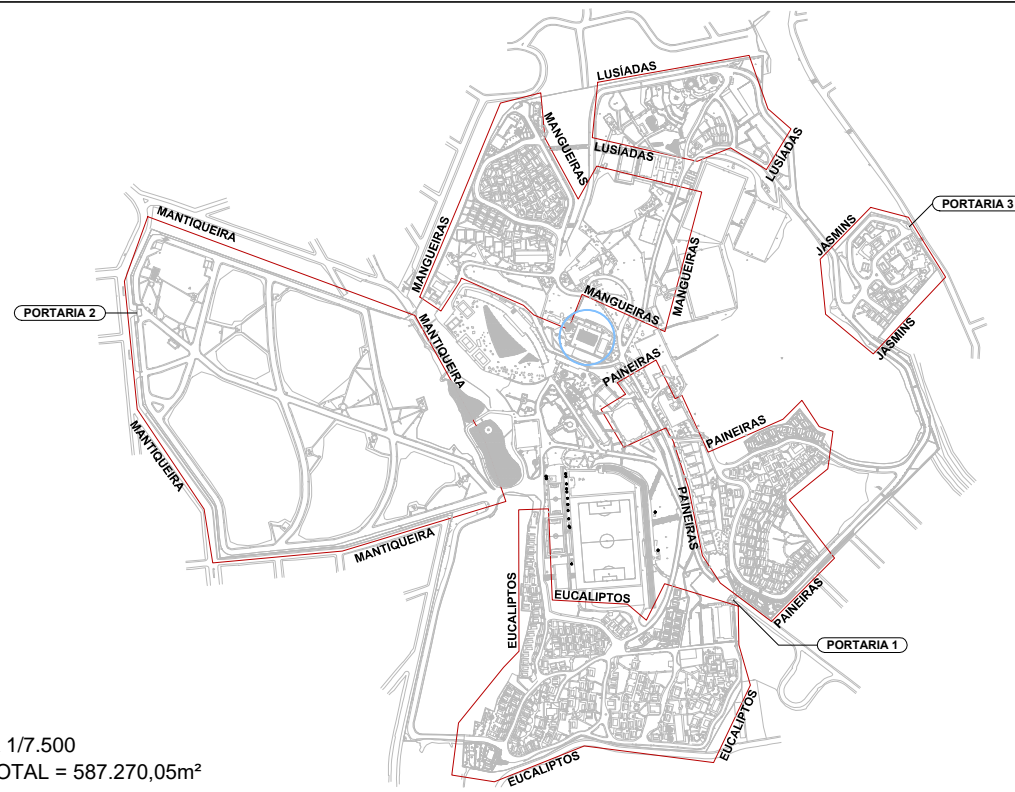 LUSÍADAS
MANGUEIRAS
LUSÍADAS
LUSÍADAS
PORTARIA 3
MANTIQUEIRA
JASMINS
MANGUEIRAS
MANGUEIRAS
MANGUEIRAS
PORTARIA 2
MANTIQUEIRA
JASMINS
PAINEIRAS
PAINEIRAS
MANTIQUEIRA
PAINEIRAS
MANTIQUEIRA
EUCALIPTOS
EUCALIPTOS
PAINEIRAS
PORTARIA 1
EUCALIPTOS
EUCALIPTOS
1/7.500
OTAL = 587.270,05m²